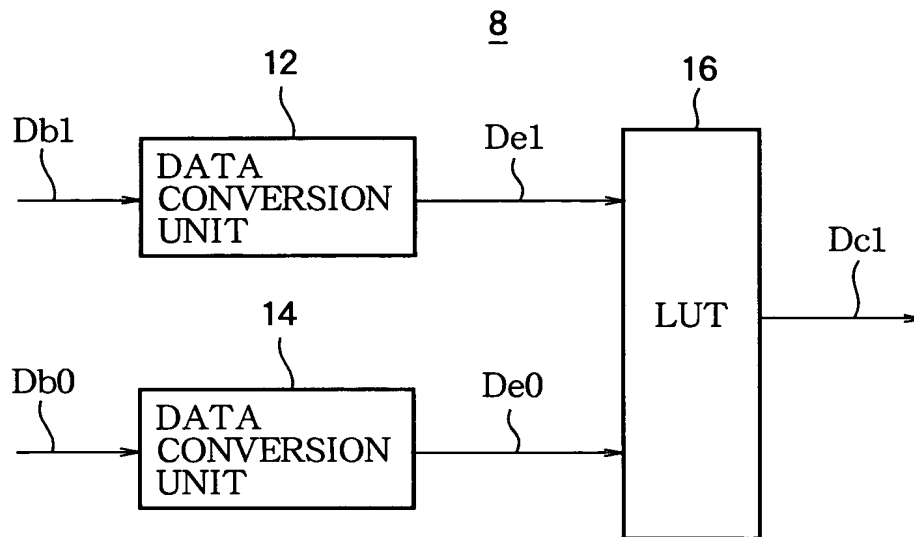 8
12
16
Db1
DATA
CONVERSION
UNIT
De1
LUT
Dc1
14
Db0
DATA
CONVERSION
UNIT
De0